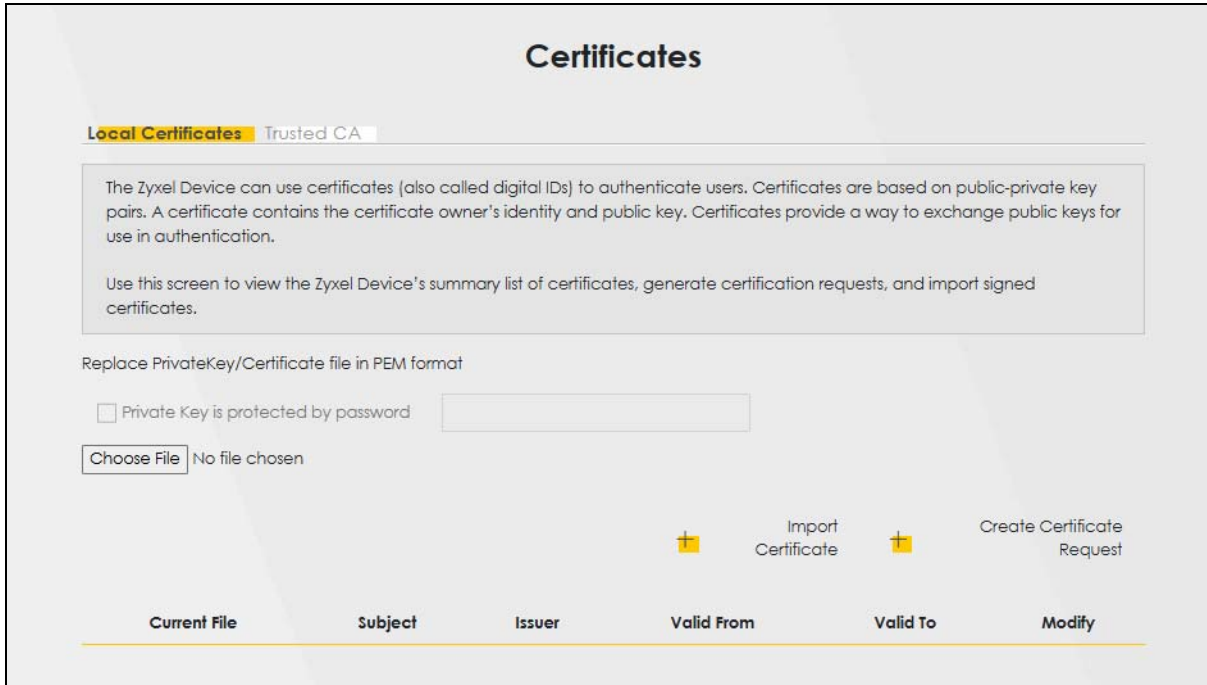 Certificates
Local Certificates Trusted CA
The Zyxel Device can use certificates (also called digital IDs) to authenticate users. Certificates are based on public-private key
pairs. A certificate contains the certificate owner’s identity and public key. Certificates provide a way to exchange public keys for
use in authentication.
Use this screen to view the Zyxel Device’s summary list of certificates, generate certification requests, and import signed
certificates.
Replace PrivateKey/Certificate file in PEM format
Private Key is protected by password
Choose File No file chosen
Import Create Certificate
+ Certificate + Request
Current File Subject Issuer Valid From Valid To Modify